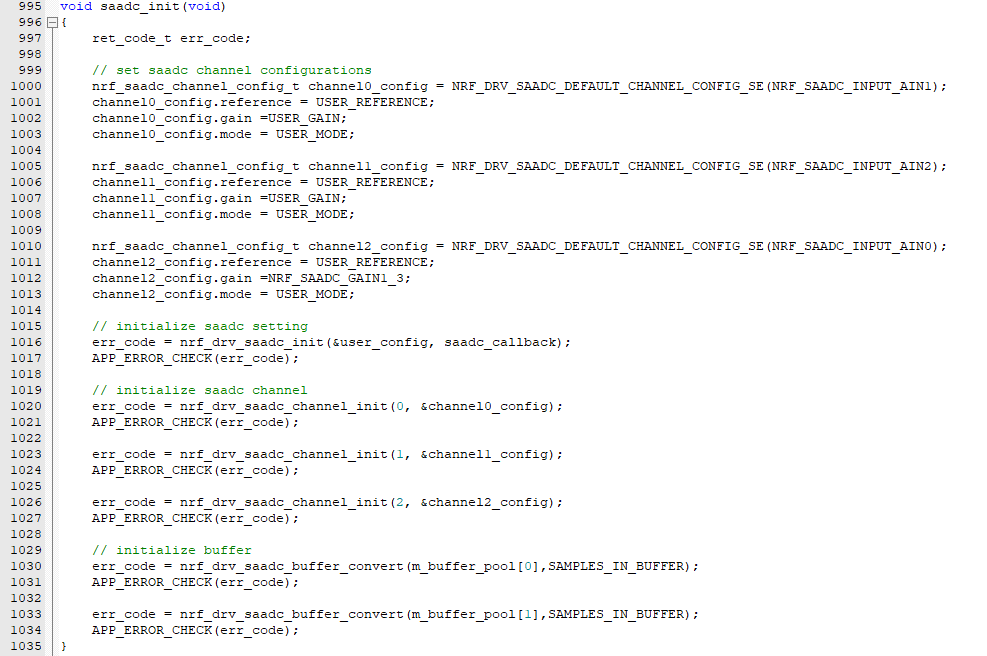 995 void saadc_init(void)
996 {
997 ret_code_t err_code;
998
999 // set saadc channel configurations
1000 nrf_saadc_channel_config_t channel0_config = NRF_DRV_SAADC_DEFAULT_CHANNEL_CONFIG_SE(NRF_SAADC_INPUT_AIN1);
1001 channel0_config.reference = USER_REFERENCE;
1002 channel0_config.gain =USER_GAIN;
1003 channel0_config.mode = USER_MODE;
1004
1005 nrf_saadc_channel_config_t channel1_config = NRF_DRV_SAADC_DEFAULT_CHANNEL_CONFIG_SE(NRF_SAADC_INPUT_AIN2);
1006 channel1_config.reference = USER_REFERENCE;
1007 channel1_config.gain =USER_GAIN;
1008 channel1_config.mode = USER_MODE;
1009
1010 nrf_saadc_channel_config_t channel2_config = NRF_DRV_SAADC_DEFAULT_CHANNEL_CONFIG_SE(NRF_SAADC_INPUT_AIN0);
1011 channel2_config.reference = USER_REFERENCE;
1012 channel2_config.gain =NRF_SAADC_GAIN1_3;
1013 channel2_config.mode = USER_MODE;
1014
1015 // initialize saadc setting
1016 err_code = nrf_drv_saadc_init(&user_config, saadc_callback);
1017 APP_ERROR_CHECK(err_code);
1018
1019 // initialize saadc channel
1020 err_code = nrf_drv_saadc_channel_init(0, &channel0_config);
1021 APP_ERROR_CHECK(err_code);
1022
1023 err_code = nrf_drv_saadc_channel_init(1, &channel1_config);
1024 APP_ERROR_CHECK(err_code);
1025
1026 err_code = nrf_drv_saadc_channel_init(2, &channel2_config);
1027 APP_ERROR_CHECK(err_code);
1028
1029 // initialize buffer
1030 err_code = nrf_drv_saadc_buffer_convert(m_buffer_pool[0],SAMPLES_IN_BUFFER);
1031 APP_ERROR_CHECK(err_code);
1032
1033 err_code = nrf_drv_saadc_buffer_convert(m_buffer_pool[1],SAMPLES_IN_BUFFER);
1034 APP_ERROR_CHECK(err_code);
1035 }